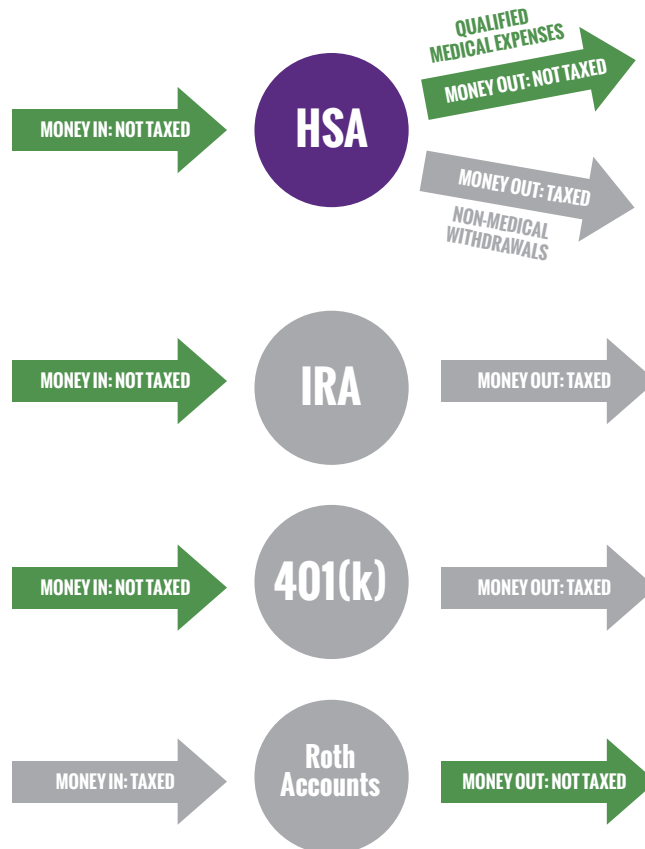 MONEY IN: NOT TAXED
HSA
QUALIFIED
MEDICAL EXPENSES
MONEY OUT: NOT TAXED
MONEY OUT: TAXED
NON-MEDICAL
WITHDRAWALS
MONEY IN: NOT TAXED
IRA
MONEY OUT: TAXED
MONEY IN: NOT TAXED
401(k)
MONEY OUT: TAXED
MONEY IN: TAXED
Roth
Accounts
MONEY OUT: NOT TAXED